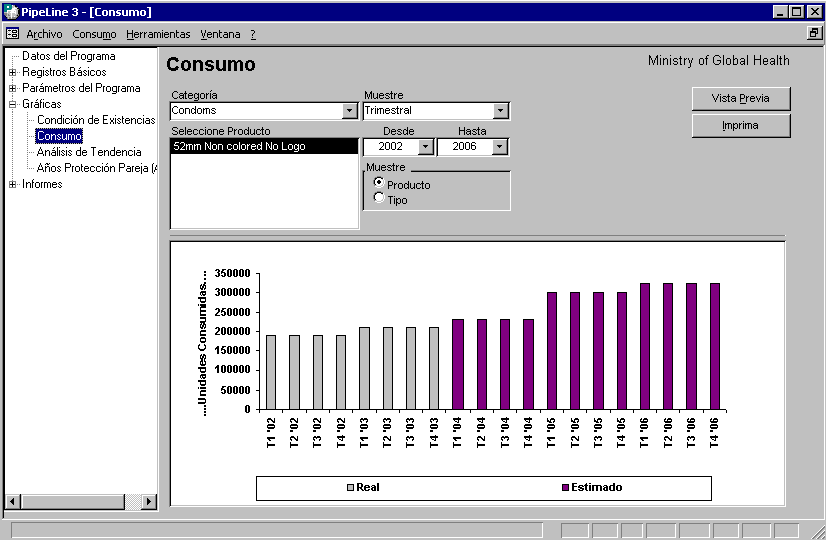 PipeLine 3 - [Consumo]
Archivo Consumo Herramientas Ventana ?
Datos del Programa
Registros Básicos
Parámetros del Programa
Gráficas
Condición de Existencias
Consumo
Análisis de Tendencia
Años Protección Pareja (A
Informes
Consumo
Ministry of Global Health
Categoría
Muestre
Condoms
Trimestral
Vista Previa
Imprima
Seleccione Producto
Desde
Hasta
52mm Non colored No Logo
2002
2006
Muestre
Producto
Tipo
....Unidades Consumidas....
350000
300000
250000
200000
150000
100000
50000
0
T1 '02
T2 '02
T3 '02
T4 '02
T1 '03
T2 '03
T3 '03
T4 '03
T1 '04
T2 '04
T3 '04
T4 '04
T1 '05
T2 '05
T3 '05
T4 '05
T1 '06
T2 '06
T3 '06
T4 '06
Real
Estimado